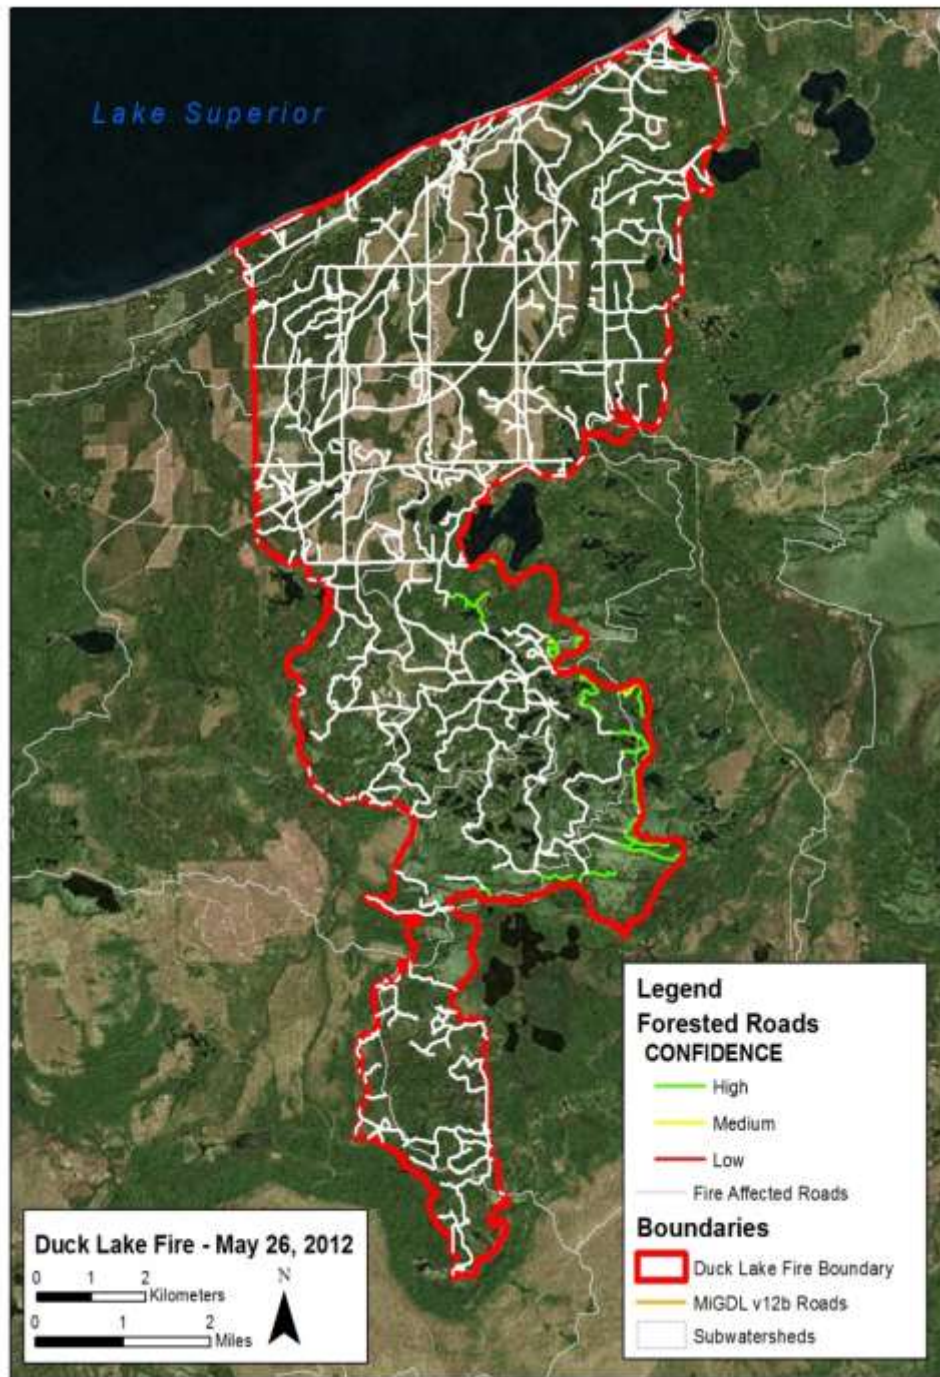 Lake Superior
Legend
Forested Roads
CONFIDENCE
High
Medium
Low
Fire Affected Roads
Boundaries
Duck Lake Fire Boundary
MiGDL v12b Roads
Subwatersheds
Duck Lake Fire - May 26, 2012
0 1 2
Kilometers
N
0 1 2
Miles